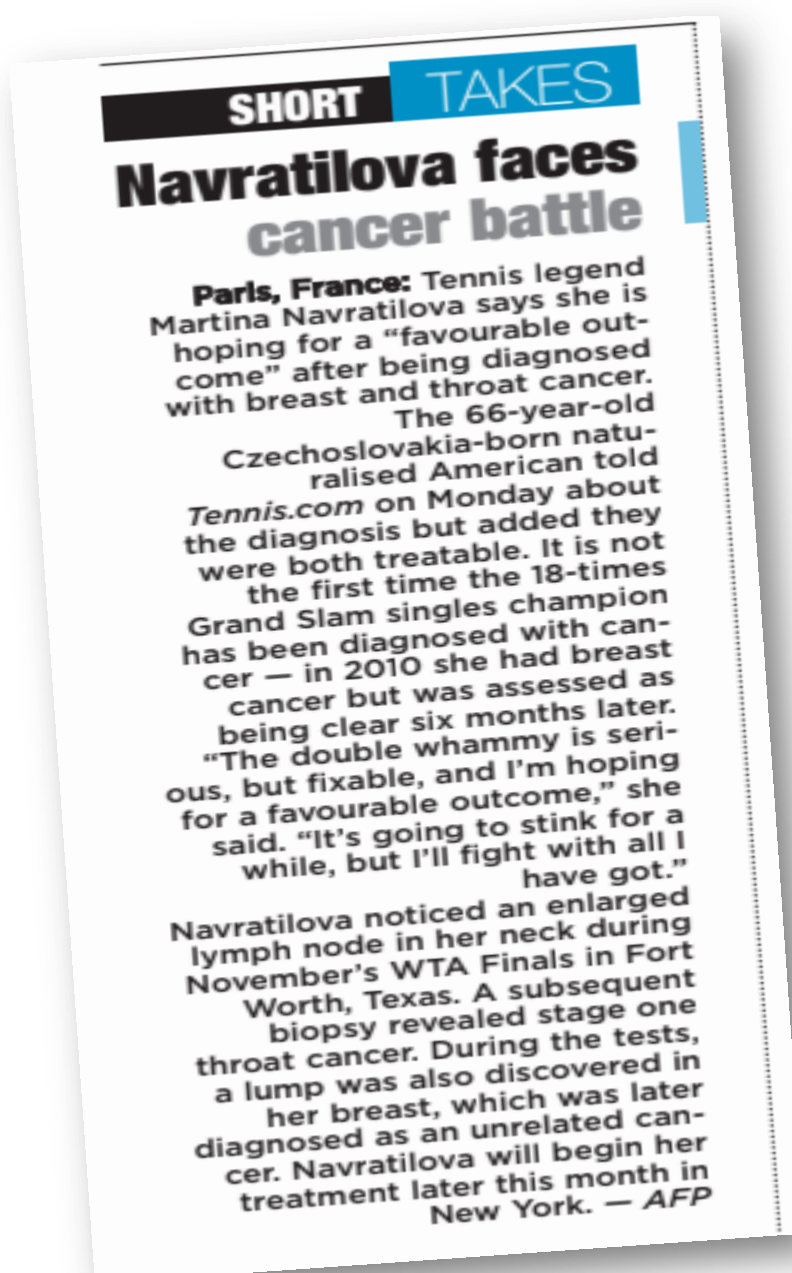 SHORT TAKES
Navratilova faces
cancer battle
Paris, France: Tennis legend
Martina Navratilova says she is
hoping for a “favourable out-
come” after being diagnosed
with breast and throat cancer.
The 66-year-old
Czechoslovakia-born natu-
ralised American told
Tennis.com on Monday about
the diagnosis but added they
were both treatable. It is not
the first time the 18-times
Grand Slam singles champion
has been diagnosed with can-
cer — in 2010 she had breast
cancer but was assessed as
being clear six months later.
“The double whammy is seri-
ous, but fixable, and I’m hoping
for a favourable outcome,” she
said. “It’s going to stink for a
while, but I’ll fight with all I
have got.”
Navratilova noticed an enlarged
lymph node in her neck during
November’s WTA Finals in Fort
Worth, Texas. A subsequent
biopsy revealed stage one
throat cancer. During the tests,
a lump was also discovered in
her breast, which was later
diagnosed as an unrelated can-
cer. Navratilova will begin her
treatment later this month in
New York. — AFP